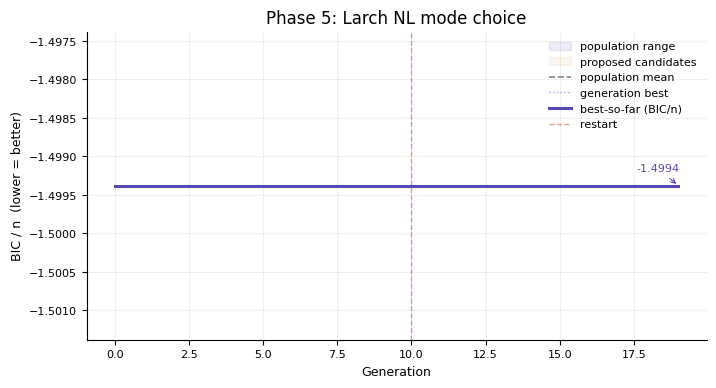 Phase 5: Larch NL mode choice
−1.4975
−1.4980
−1.4985
−1.4990
−1.4995
−1.5000
−1.5005
−1.5010
BIC / n  (lower = better)
population range
proposed candidates
population mean
generation best
best-so-far (BIC/n)
restart
-1.4994
0.0
2.5
5.0
7.5
10.0
12.5
15.0
17.5
Generation